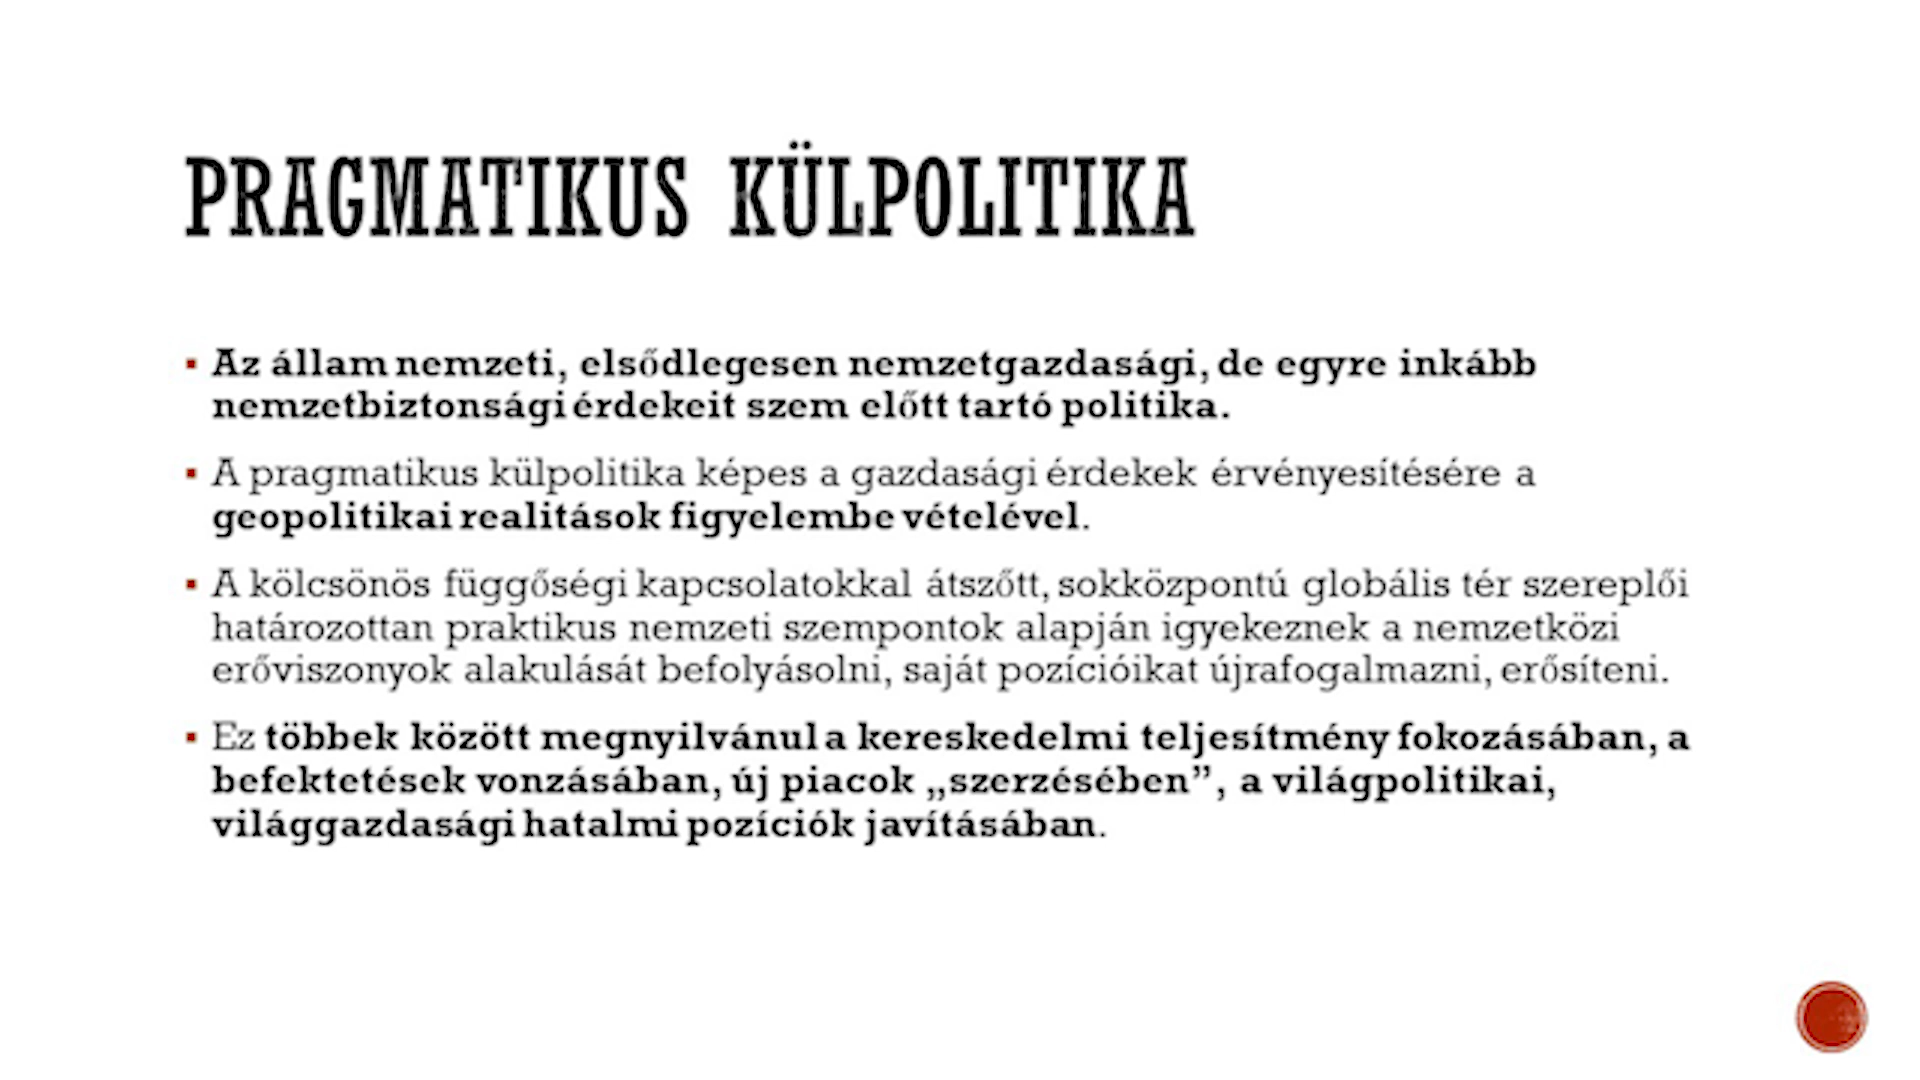 PRAGMATIKUS KÜLPOLITIKA
▪ Az állam nemzeti, elsődlegesen nemzetgazdasági, de egyre inkább
nemzetbiztonsági érdekeit szem előtt tartó politika.
▪ A pragmatikus külpolitika képes a gazdasági érdekek érvényesítésére a
geopolitikai realitások figyelembe vételével.
▪ A kölcsönös függőségi kapcsolatokkal átszőtt, sokközpontú globális tér szereplői
határozottan praktikus nemzeti szempontok alapján igyekeznek a nemzetközi
erőviszonyok alakulását befolyásolni, saját pozícióikat újrafogalmazni, erősíteni.
▪ Ez többek között megnyilvánul a kereskedelmi teljesítmény fokozásában, a
befektetések vonzásában, új piacok „szerzésében”, a világpolitikai,
világgazdasági hatalmi pozíciók javításában.